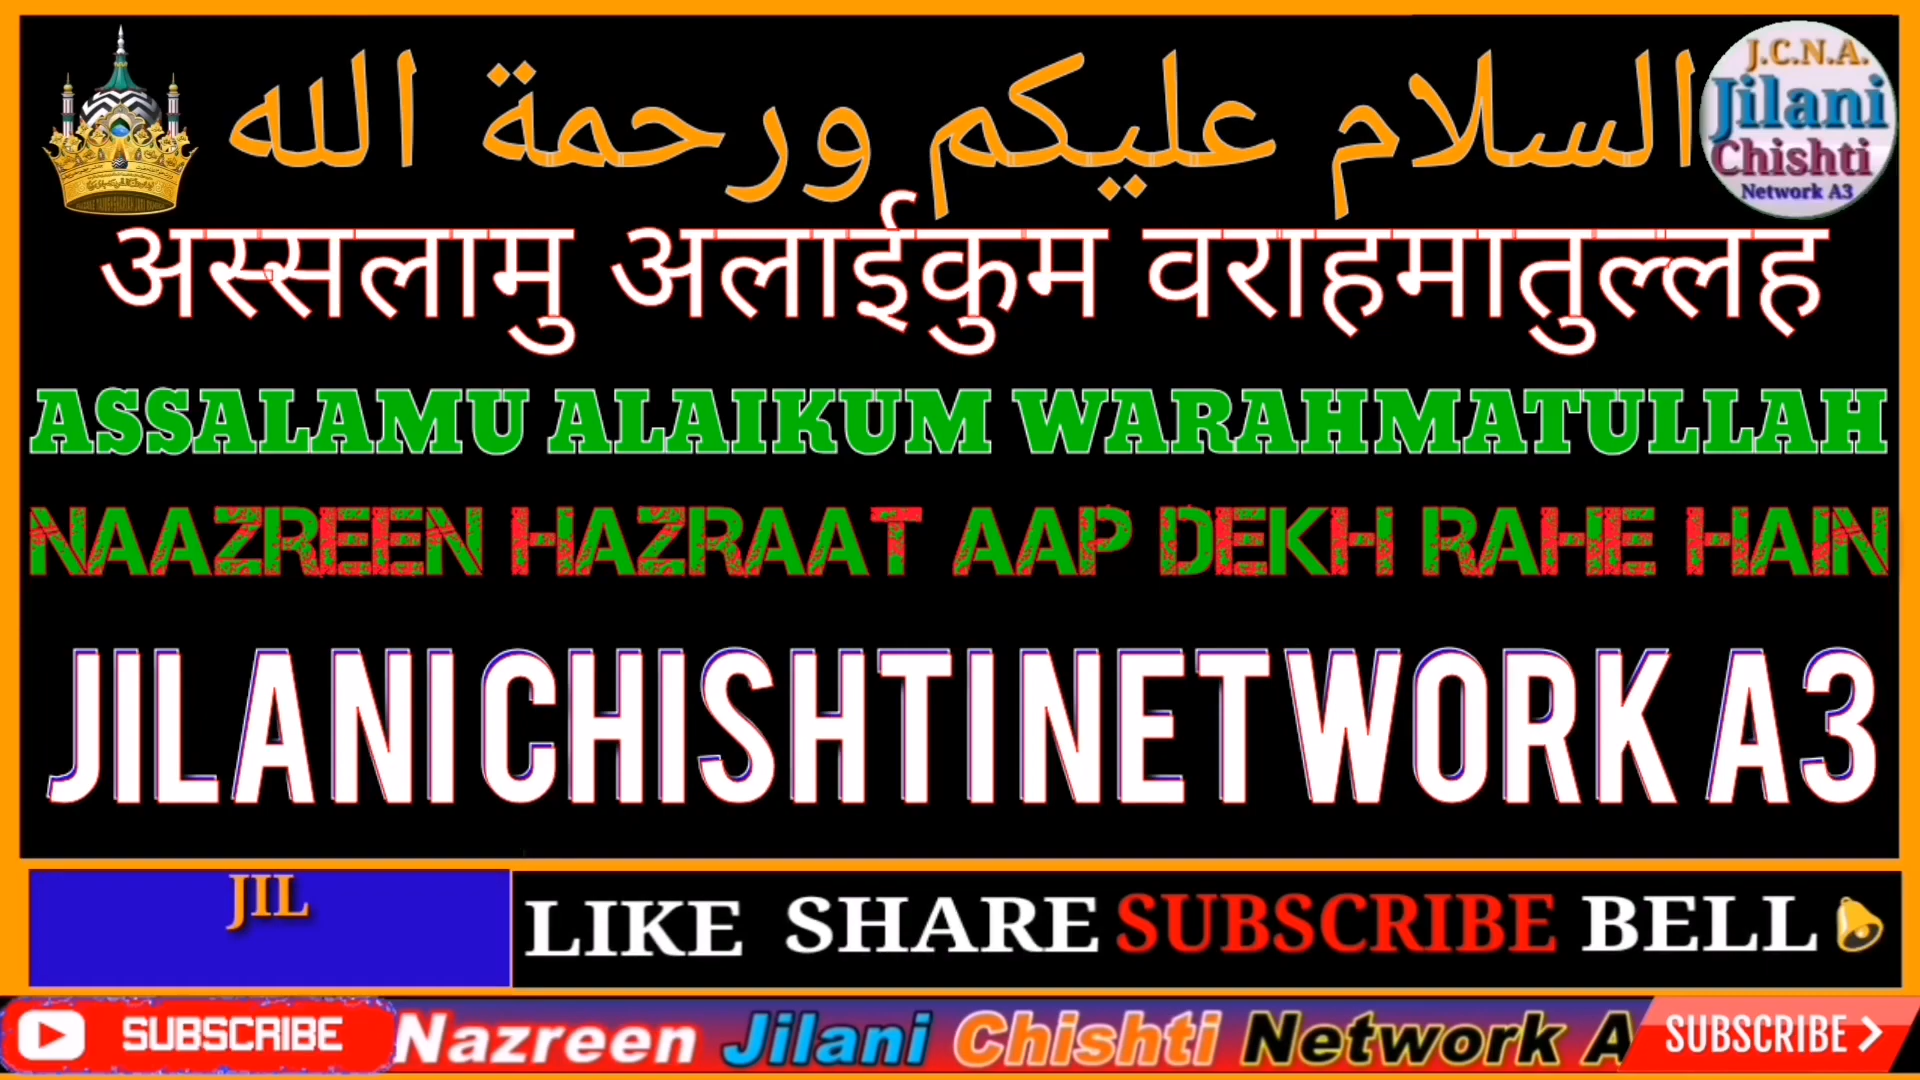 السلام عليكم ورحمة الله
J.C.N.A.
Jilani
Chishti
Network A3
अस्सलामु अलाईकुम वराहमातुल्लह
ASSALAMU ALAIKUM WARAHMATULLAH
NAAZREEN HAZRAAT AAP DEKH RAHE HAIN
JILANI CHISHTI NETWORK A3
JIL
LIKE SHARE SUBSCRIBE BELL
SUBSCRIBE Nazreen Jilani Chishti Network A SUBSCRIBE